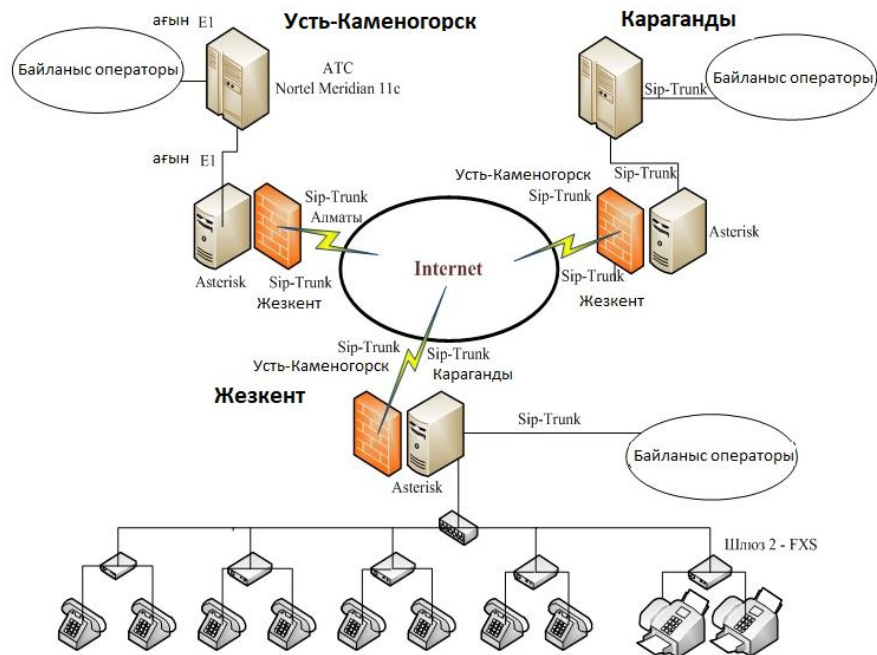 ағын E1
Усть-Каменогорск
Байланыс операторы
АТС
Nortel Meridian 11c
ағын E1
Sip-Trunk
Алматы
Asterisk
Sip-Trunk
Жезкент
Караганды
Байланыс операторы
Sip-Trunk
Sip-Trunk
Усть-Каменогорск
Sip-Trunk
Asterisk
Sip-Trunk
Жезкент
Internet
Sip-Trunk
Усть-Каменогорск
Sip-Trunk
Караганды
Жезкент
Sip-Trunk
Байланыс операторы
Asterisk
Шлюз 2 - FXS